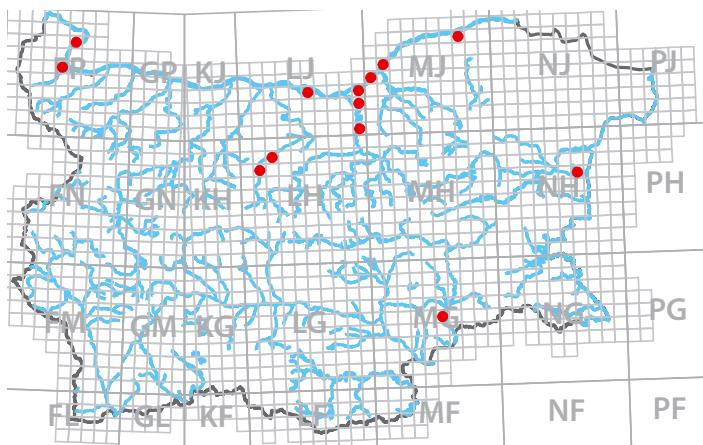 FP GP KJ LJ MJ NJ PJ
FN GN KH LH MH NH PH
FM GM KG LG MG NG PG
FL GL KF LF MF NF PF